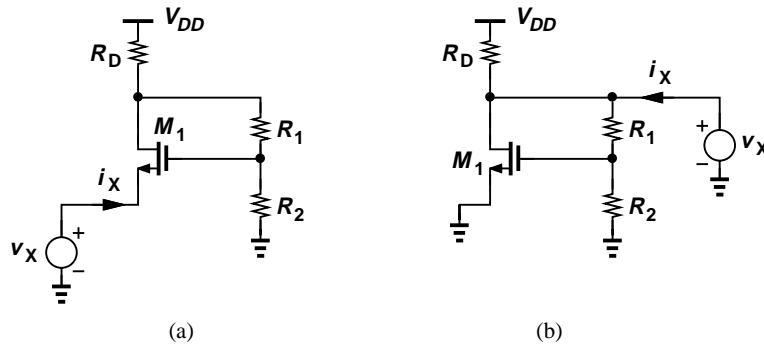 V_DD
R_D
M_1
R_1
i_X
R_2
v_X
+
−
(a)
V_DD
R_D
i_X
R_1
M_1
R_2
+
−
v_X
(b)